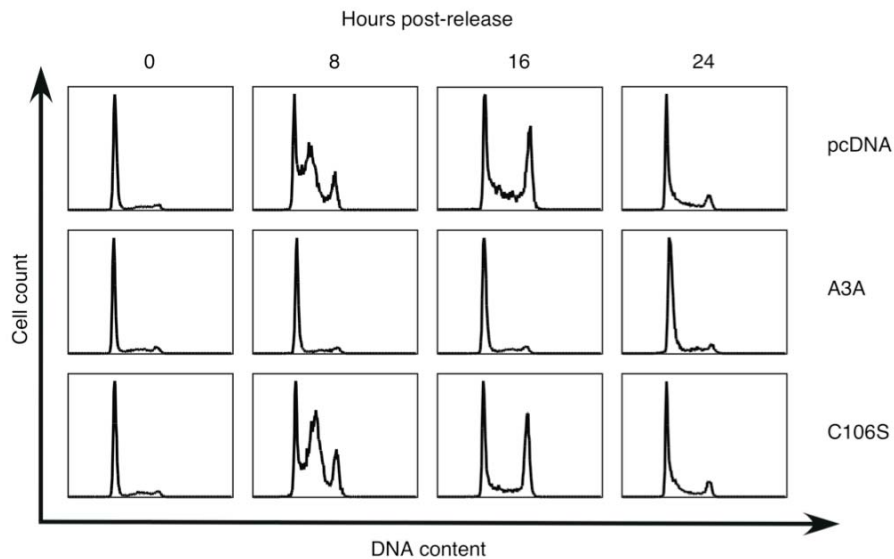 Hours post-release
0 8 16 24
pcDNA
A3A
C106S
Cell count
DNA content